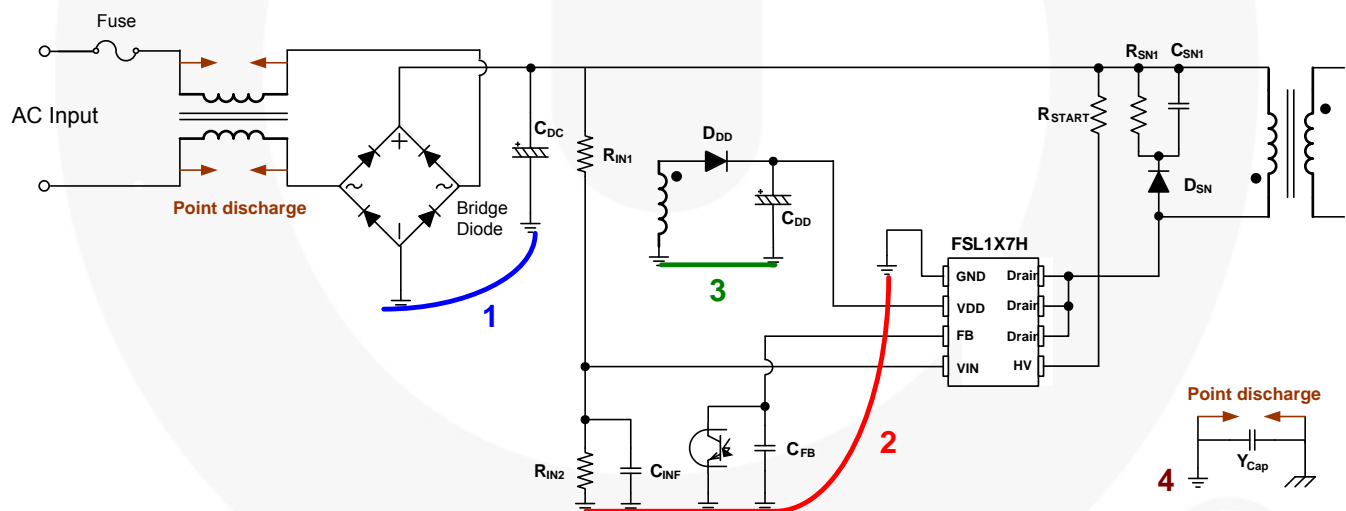 Fuse
AC Input
Point discharge
Bridge
Diode
CDC
1
RIN1
RIN2
CINF
DDD
CDD
3
CFB
2
RSTART
RSN1
CSN1
DSN
FSL1X7H
GND
VDD
FB
VIN
Drain
Drain
Drain
HV
Point discharge
YCap
4